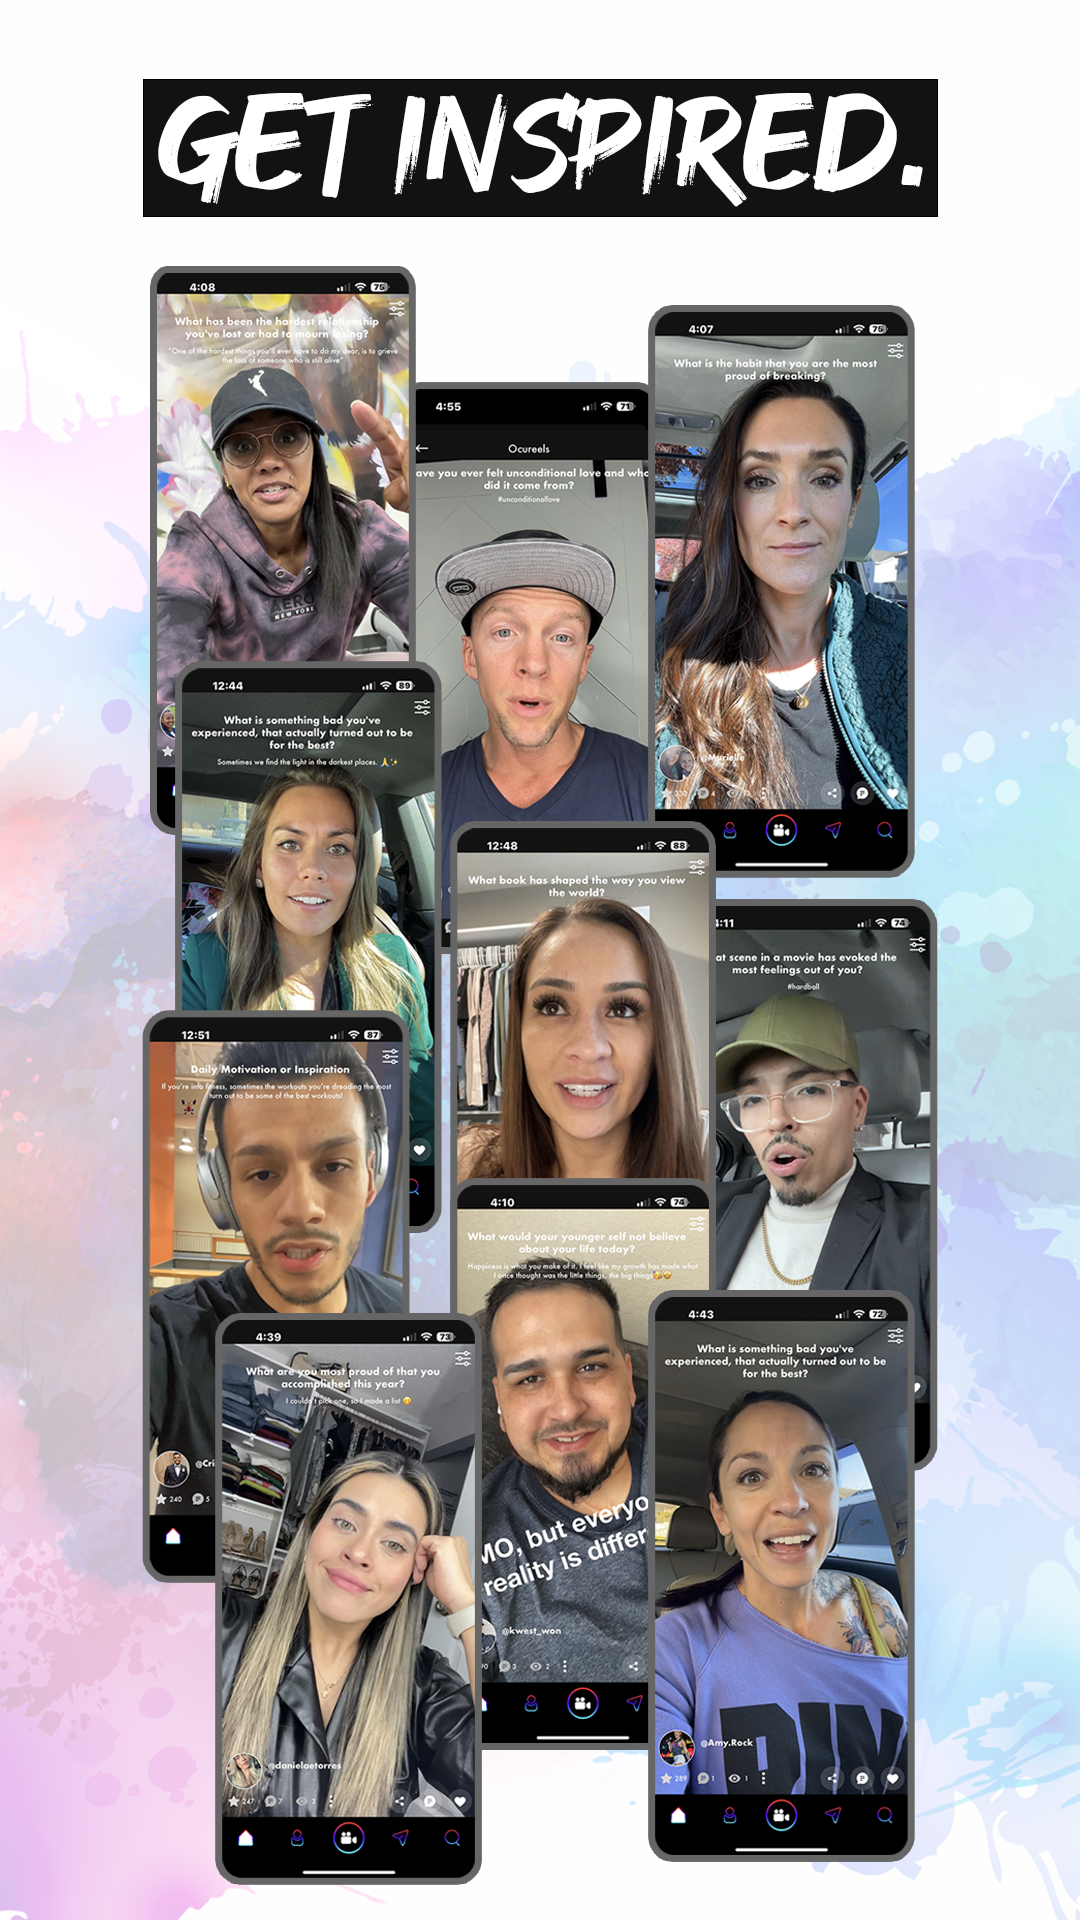 GET INSPIRED.
4:08
75
What has been the hardest relationship
you've lost or had to mourn losing?
"One of the hardest things you'll ever have to do my dear, is to grieve
the loss of someone who is still alive"
AERO
NEW YORK
4:55
71
Ocureels
ave you ever felt unconditional love and who
did it come from?
#unconditionallove
4:07
75
What is the habit that you are the most
proud of breaking?
@Murielle
4
12:44
89
What is something bad you've
experienced, that actually turned out to be
for the best?
Sometimes we find the light in the darkest places. 🙏✨
12:48
88
What book has shaped the way you view
the world?
4:11
74
at scene in a movie has evoked the
most feelings out of you?
#hardball
12:51
87
Daily Motivation or Inspiration
If you're into fitness, sometimes the workouts you're dreading the most
turn out to be some of the best workouts!
@Cri
240
5
4:10
74
What would your younger self not believe
about your life today?
Happiness is what you make of it. I feel like my growth has made what
I once thought was the little things, the big things
MO, but everyo
reality is differ
@kwest_won
90
3
2
4:39
73
What are you most proud of that you
accomplished this year?
I couldn't pick one, so I made a list
@danielaetorres
247
7
3
4:43
72
What is something bad you've
experienced, that actually turned out to be
for the best?
@Amy.Rock
289
1
1